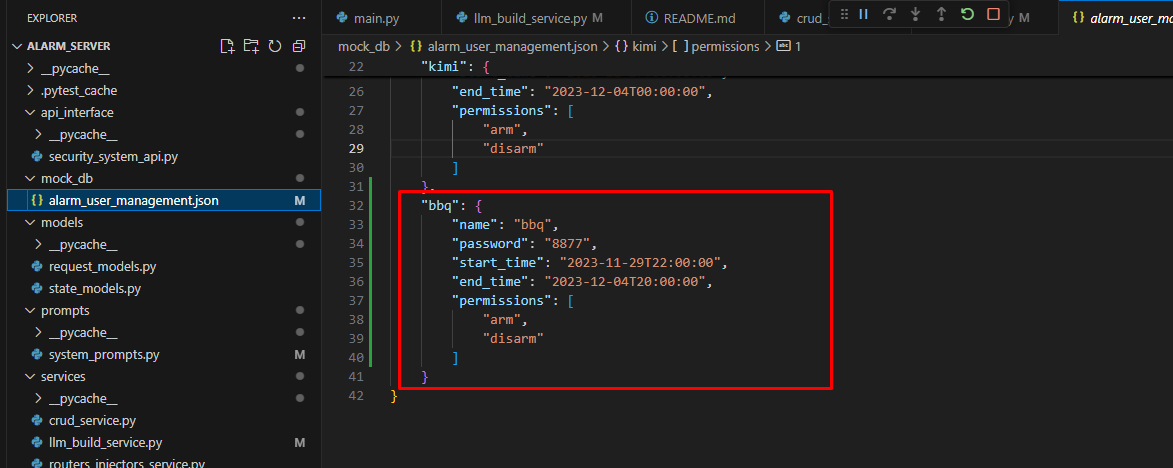 EXPLORER
ALARM_SERVER
__pycache__
.pytest_cache
api_interface
__pycache__
security_system_api.py
mock_db
{} alarm_user_management.json M
models
__pycache__
request_models.py
state_models.py
prompts
__pycache__
system_prompts.py M
services
__pycache__
crud_service.py
llm_build_service.py M
routers_injectors_service.py
main.py
llm_build_service.py M
README.md
crud_
py M
{} alarm_user_m
mock_db > {} alarm_user_management.json > {} kimi > [ ] permissions > abc 1
22 "kimi": {
26 "end_time": "2023-12-04T00:00:00",
27 "permissions": [
28 "arm",
29 "disarm"
30 ]
31 },
32 "bbq": {
33 "name": "bbq",
34 "password": "8877",
35 "start_time": "2023-11-29T22:00:00",
36 "end_time": "2023-12-04T20:00:00",
37 "permissions": [
38 "arm",
39 "disarm"
40 ]
41 }
42 }